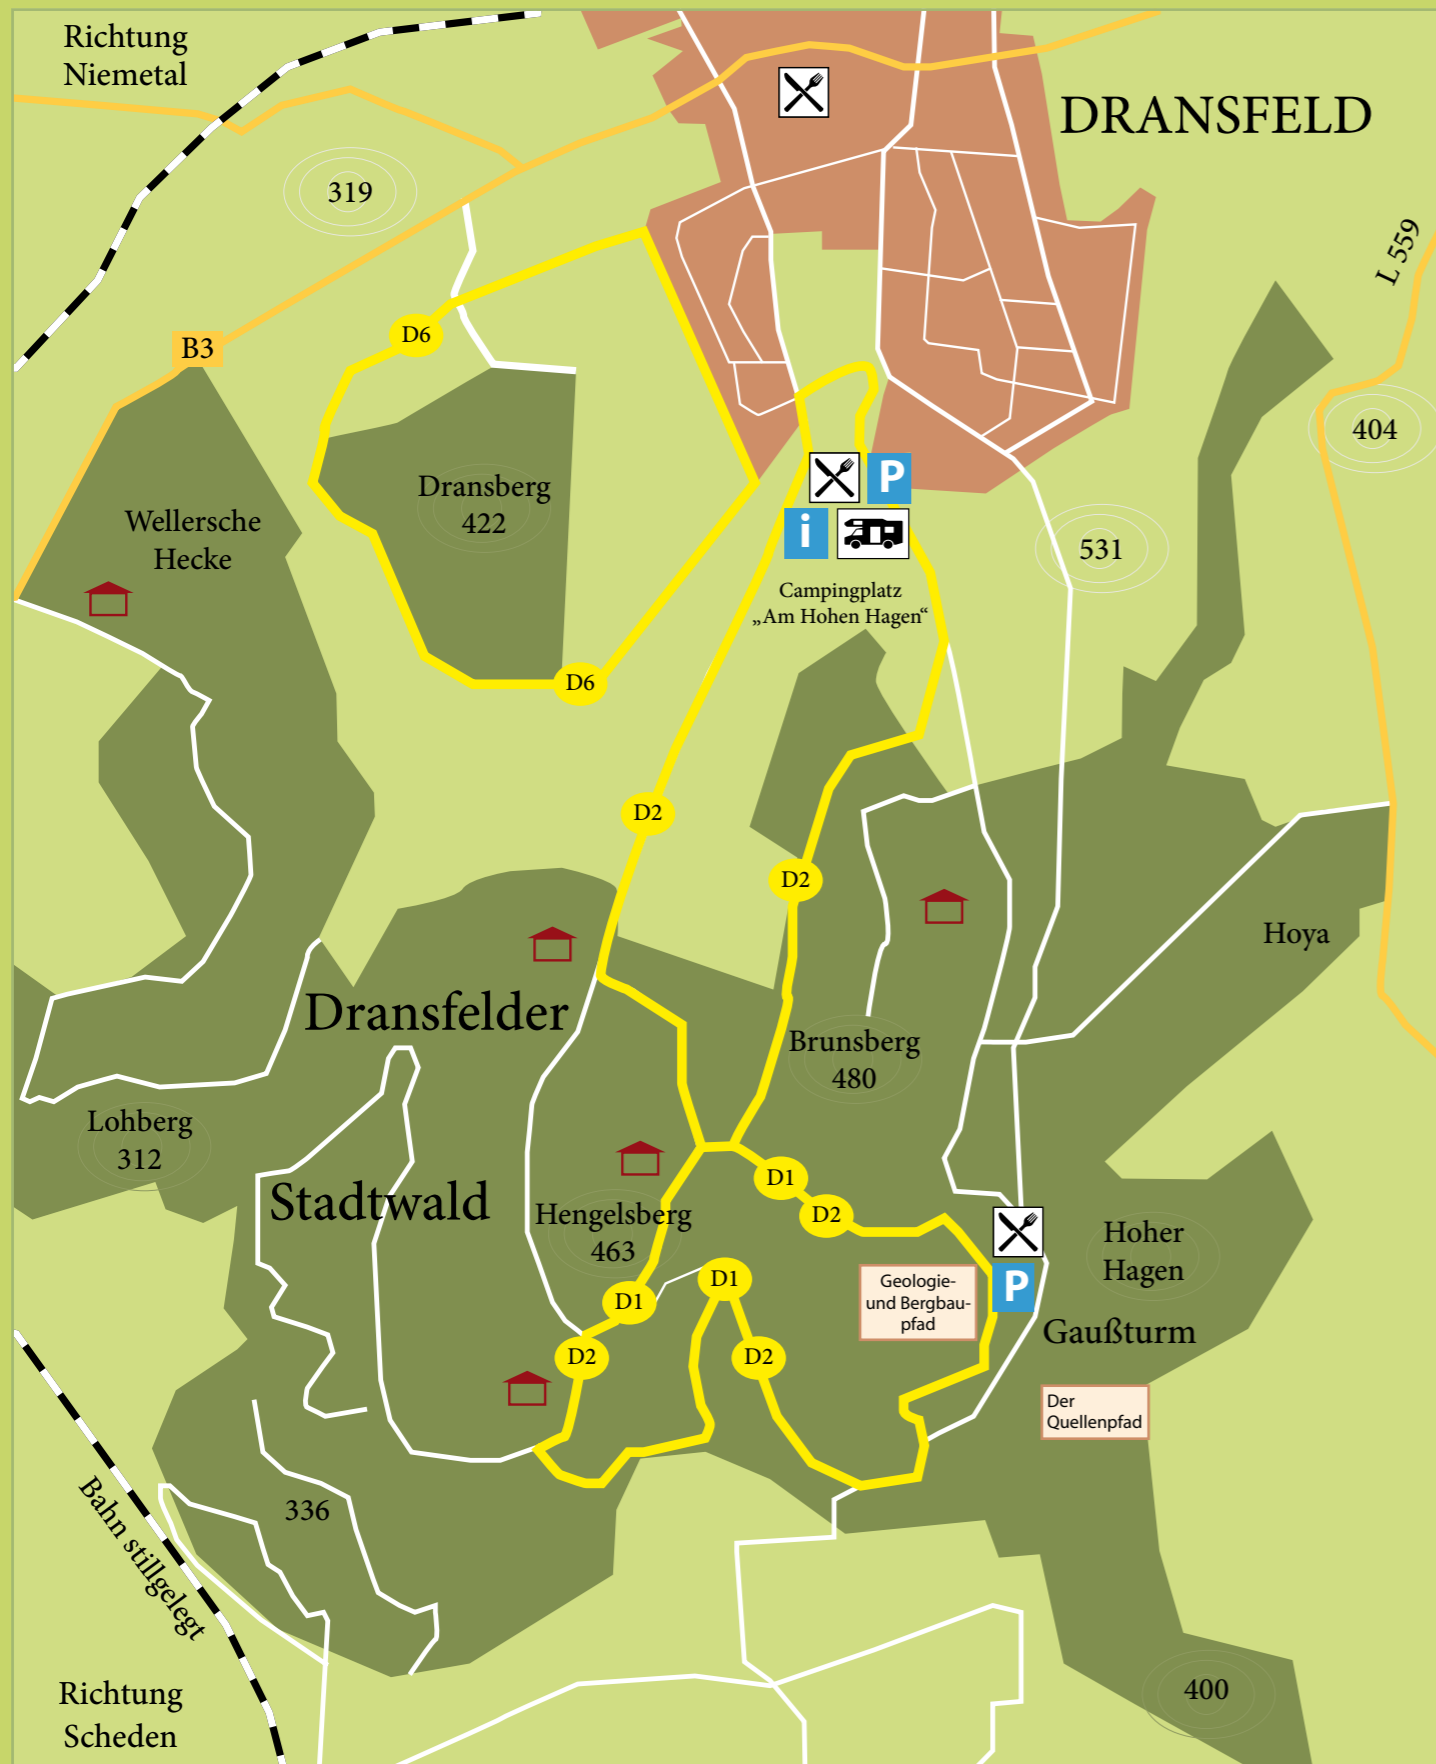 Richtung
Niemetal
DRANSFELD
319
L 559
D6
B3
404
Dransberg
422
P
Wellersche
Hecke
i
531
Campingplatz
„Am Hohen Hagen“
D6
D2
D2
Hoya
Dransfelder
Brunsberg
480
Lohberg
312
D1
Stadtwald
D2
Hengelsberg
463
Hoher
Hagen
D1
Geologie-
und Bergbau-
pfad
P
D1
Gaußturm
D2
D2
Der
Quellenpfad
336
Bahn stillgelegt
Richtung
Scheden
400